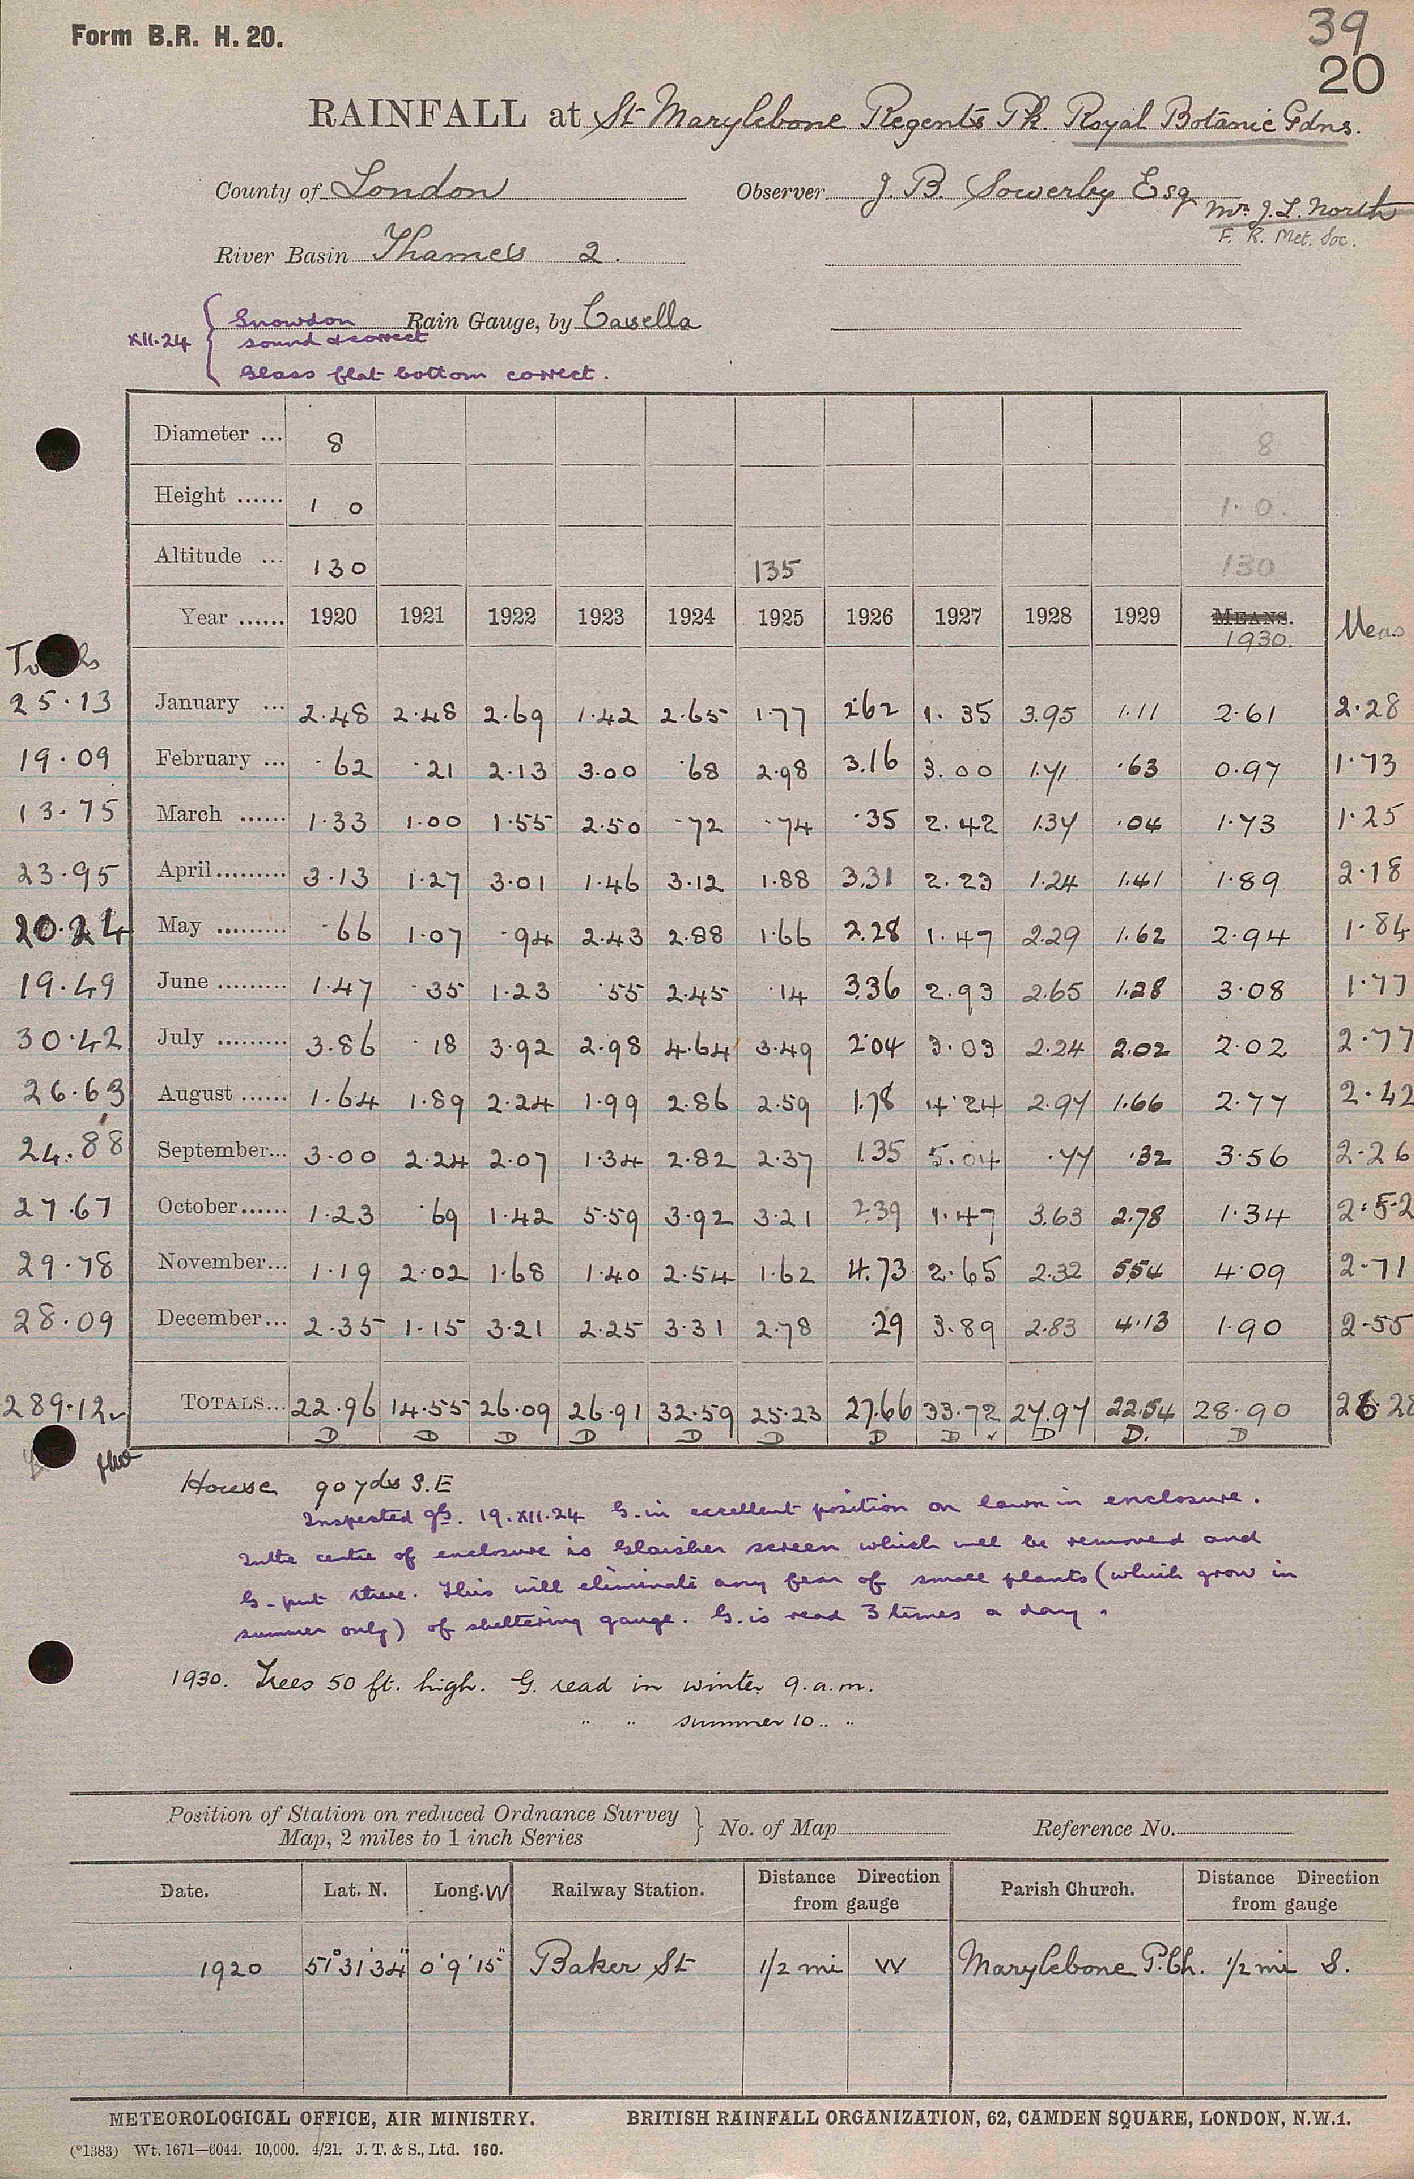 Form B.R. H. 20.
39
20
RAINFALL at St Marylebone Regents Pk. Royal Botanic Gdns.
County of London Observer J. B. Sowerby Esq Mr J. L. North
F. R. Met. Soc.
River Basin Thames 2.
Snowdon Rain Gauge, by Casella
XII.24 sound & correct
Glass flat bottom correct.
Diameter ... 8 8
Height ...... 1 0 1. 0.
Altitude ... 130 135 130
Year ...... 1920 1921 1922 1923 1924 1925 1926 1927 1928 1929 MEANS. 1930. Means
Totals
25.13 January ... 2.48 2.48 2.69 1.42 2.65 1.77 2.62 1.35 3.95 1.11 2.61 2.28
19.09 February ... .62 .21 2.13 3.00 .68 2.98 3.16 3.00 1.71 .63 0.97 1.73
13.75 March ...... 1.33 1.00 1.55 2.50 .72 .74 .35 2.42 1.37 .04 1.73 1.25
23.95 April ......... 3.13 1.27 3.01 1.46 3.12 1.88 3.31 2.23 1.24 1.41 1.89 2.18
20.24 May ......... .66 1.07 .94 2.43 2.88 1.66 2.28 1.47 2.29 1.62 2.94 1.84
19.49 June ......... 1.47 .35 1.23 .55 2.45 .14 3.36 2.93 2.65 1.28 3.08 1.77
30.42 July ......... 3.86 .18 3.92 2.98 4.64 3.49 2.04 3.03 2.24 2.02 2.02 2.77
26.63 August ...... 1.64 1.89 2.24 1.99 2.86 2.59 1.78 4.24 2.97 1.66 2.77 2.42
24.88 September... 3.00 2.24 2.07 1.34 2.82 2.37 1.35 5.04 .77 .32 3.56 2.26
27.67 October...... 1.23 .69 1.42 5.59 3.92 3.21 2.39 1.47 3.63 2.78 1.34 2.52
29.78 November... 1.19 2.02 1.68 1.40 2.54 1.62 4.73 2.65 2.32 5.54 4.09 2.71
28.09 December... 2.35 1.15 3.21 2.25 3.31 2.78 .29 3.89 2.83 4.13 1.90 2.55
289.12 TOTALS... 22.96 14.55 26.09 26.91 32.59 25.23 27.66 33.72 27.97 22.54 28.90 26.28
D D D D D D D D D D. D
House 90 yds S.E
Inspected 19.XII.24 G. in excellent position on lawn in enclosure.
In the centre of enclosure is Glaisher screen which will be removed and
G. put there. This will eliminate any fear of small plants (which grow in
summer only) of sheltering gauge. G. is read 3 times a day.
1930. Trees 50 ft. high. G. read in winter 9. a.m.
" " summer 10 " "
Position of Station on reduced Ordnance Survey
Map, 2 miles to 1 inch Series } No. of Map Reference No.
Date. Lat. N. Long. W Railway Station. Distance Direction from gauge Parish Church. Distance Direction from gauge
1920 51°31'34" 0°9'15" Baker St 1/2 mi W Marylebone P.Ch. 1/2 mi S.
METEOROLOGICAL OFFICE, AIR MINISTRY. BRITISH RAINFALL ORGANIZATION, 62, CAMDEN SQUARE, LONDON, N.W.1.
(*1383) Wt. 1671—6044. 10,000. 4/21. J. T. & S., Ltd. 160.